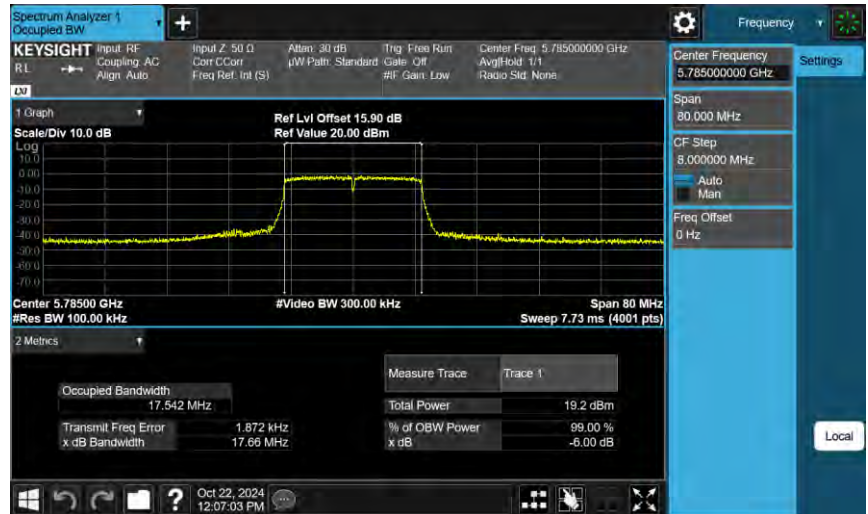 Spectrum Analyzer 1
Occupied BW
Frequency
KEYSIGHT
RL
Input: RF
Coupling: AC
Align: Auto
Input Z: 50 Ω
Corr CCorr
Freq Ref: Int (S)
Atten: 30 dB
µW Path: Standard
Trig: Free Run
Gate: Off
#IF Gain: Low
Center Freq: 5.785000000 GHz
Avg|Hold: 1/1
Radio Std: None
LXI
1 Graph
Scale/Div 10.0 dB
Ref Lvl Offset 15.90 dB
Ref Value 20.00 dBm
Log
10.0
0.00
-10.0
-20.0
-30.0
-40.0
-50.0
-60.0
-70.0
Center 5.78500 GHz
#Res BW 100.00 kHz
#Video BW 300.00 kHz
Span 80 MHz
Sweep 7.73 ms (4001 pts)
2 Metrics
Measure Trace
Trace 1
Occupied Bandwidth
17.542 MHz
Total Power
19.2 dBm
Transmit Freq Error
1.872 kHz
% of OBW Power
99.00 %
x dB Bandwidth
17.66 MHz
x dB
-6.00 dB
Center Frequency
5.785000000 GHz
Settings
Span
80.000 MHz
CF Step
8.000000 MHz
Auto
Man
Freq Offset
0 Hz
Local
?
Oct 22, 2024
12:07:03 PM